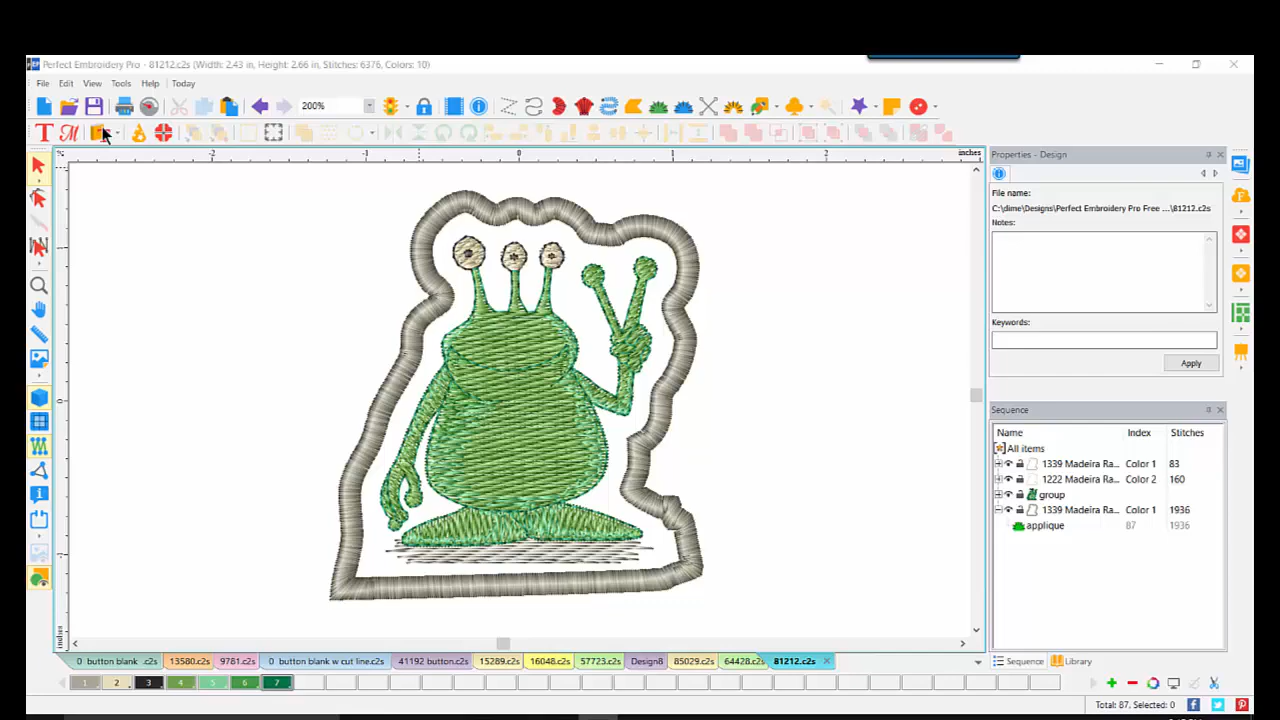 Perfect Embroidery Pro - 81212.c2s (Width: 2.43 in, Height: 2.66 in, Stitches: 6376, Colors: 10)
File Edit View Tools Help Today
200%
T M
-2 -1 0 1 2 inches
Properties - Design
File name:
C:\dime\Designs\Perfect Embroidery Pro Free ...\81212.c2s
Notes:
Keywords:
Apply
Sequence
Name Index Stitches
All items
1339 Madeira Ra... Color 1 83
1222 Madeira Ra... Color 2 160
group
1339 Madeira Ra... Color 1 1936
applique 87 1936
inches
Sequence Library
0 button blank .c2s 13580.c2s 9781.c2s 0 button blank w cut line.c2s 41192 button.c2s 15289.c2s 16048.c2s 57723.c2s Design8 85029.c2s 64428.c2s 81212.c2s
1 2 3 4 5 6 7
Total: 87, Selected: 0